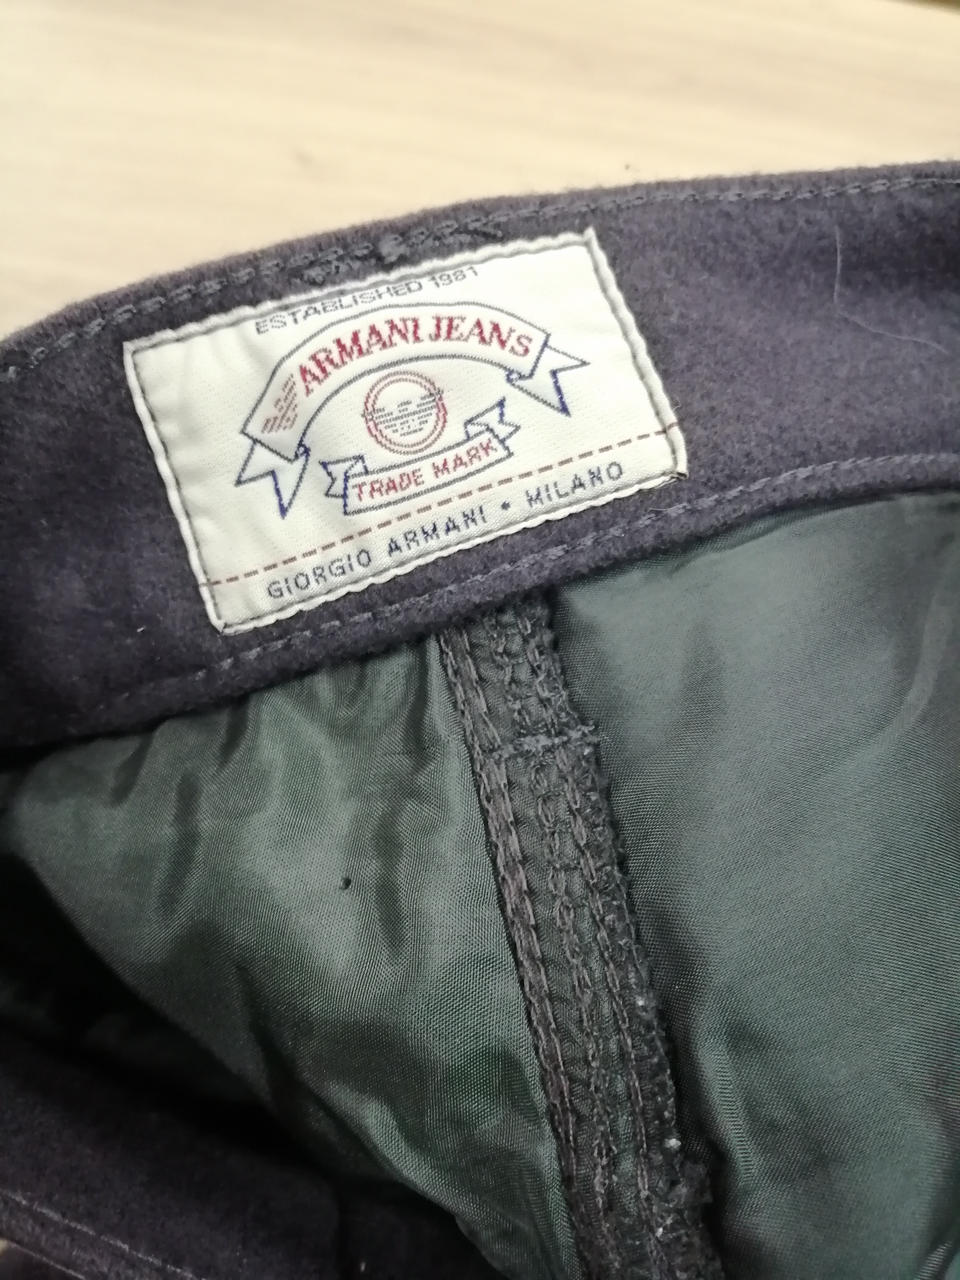 ESTABLISHED 1981
ARMANI JEANS
TRADE MARK
GIORGIO ARMANI • MILANO